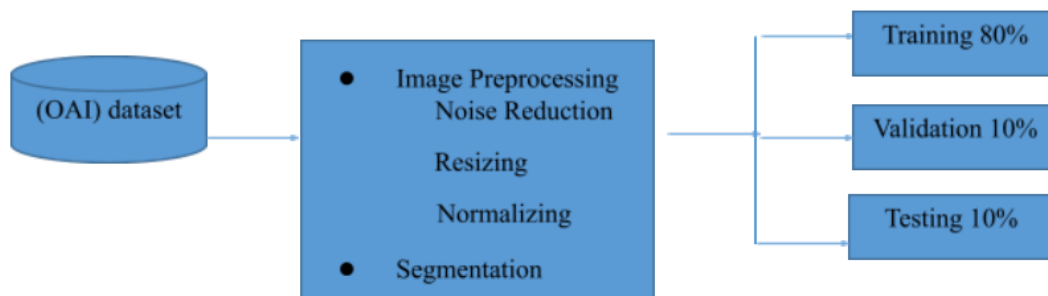 (OAI) dataset
● Image Preprocessing
Noise Reduction
Resizing
Normalizing
● Segmentation
Training 80%
Validation 10%
Testing 10%